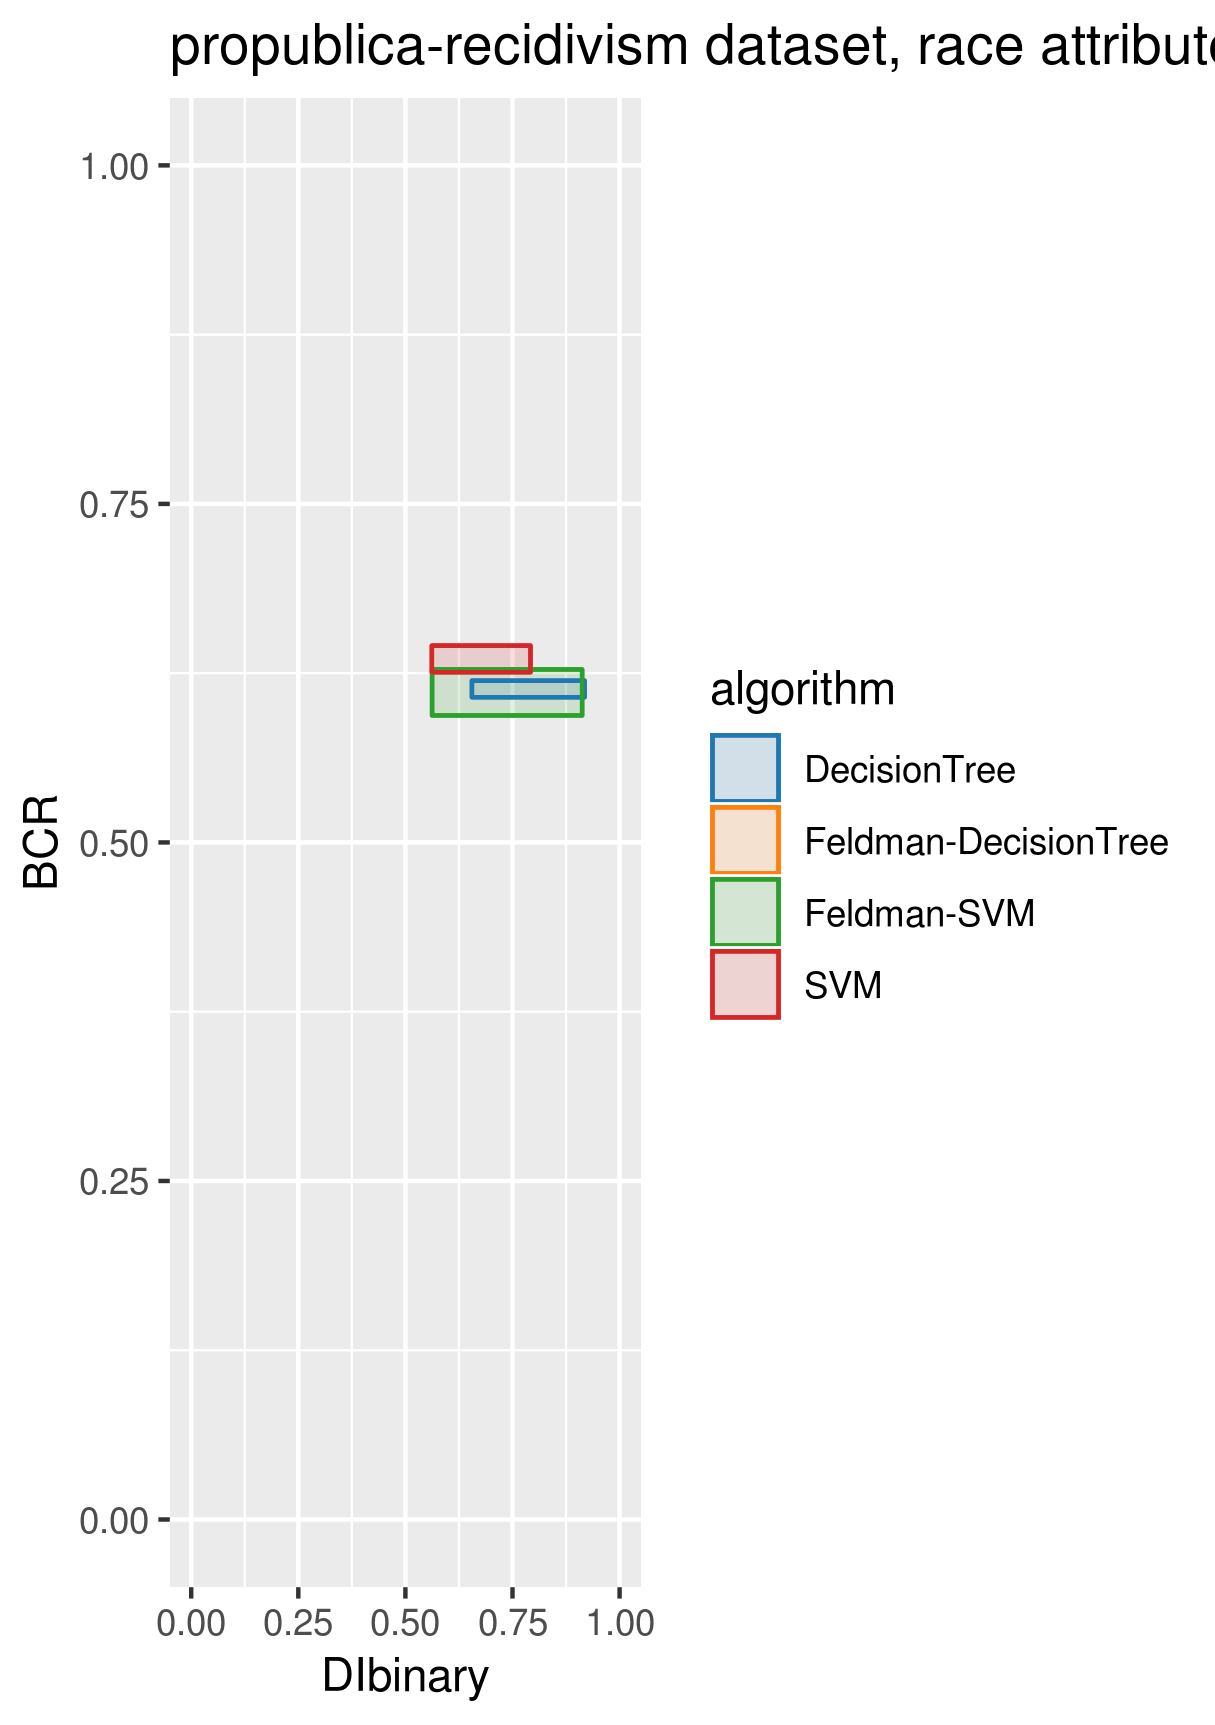 propublica-recidivism dataset, race attribute
1.00
0.75
0.50
0.25
0.00
BCR
0.00 0.25 0.50 0.75 1.00
DIbinary
algorithm
DecisionTree
Feldman-DecisionTree
Feldman-SVM
SVM